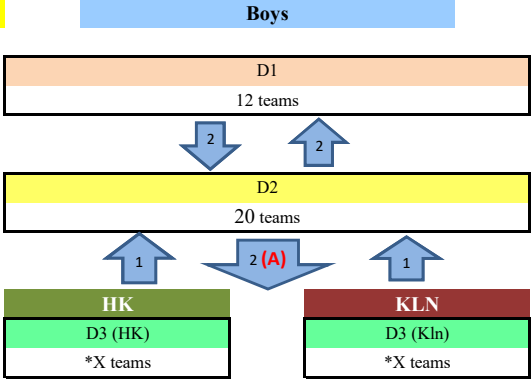 Boys
D1
12 teams
2
2
D2
20 teams
1
2 (A)
1
HK
KLN
D3 (HK)
D3 (Kln)
*X teams
*X teams